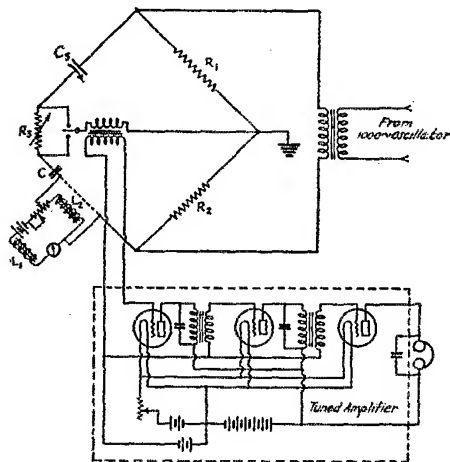 C₅
R₁
R₃
From
1000~oscillator
C
L₂
R₂
L₁
Tuned Amplifier